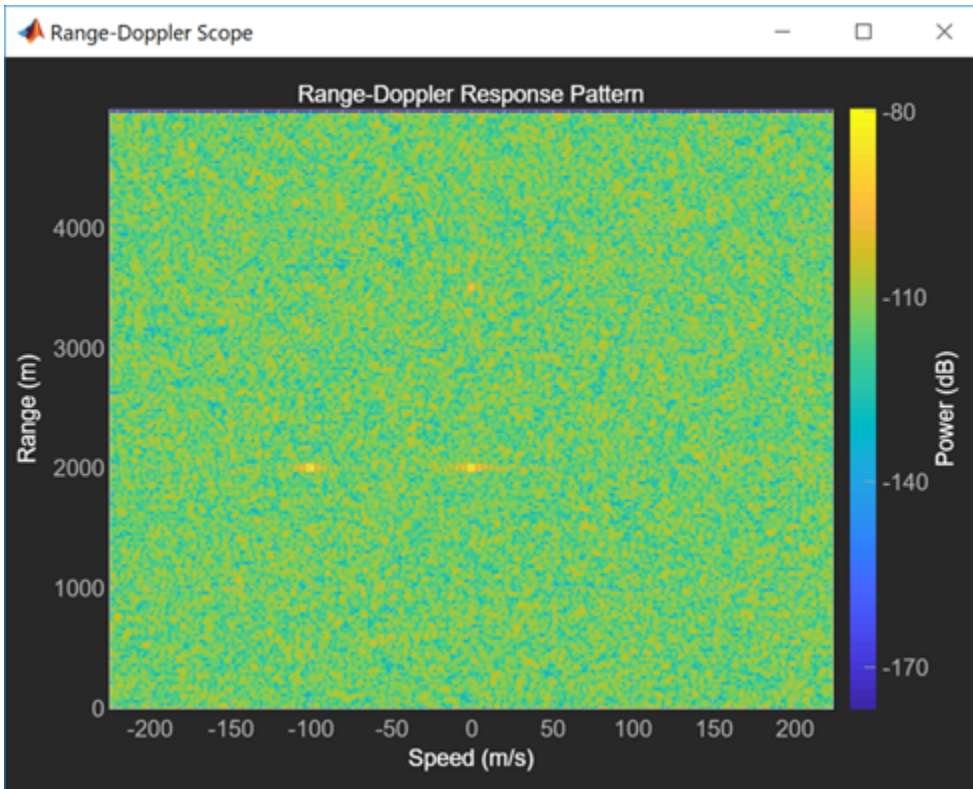 Range-Doppler Scope
Range-Doppler Response Pattern
-80
4000
-110
3000
Range (m)
Power (dB)
2000
-140
1000
-170
0
-200 -150 -100 -50 0 50 100 150 200
Speed (m/s)